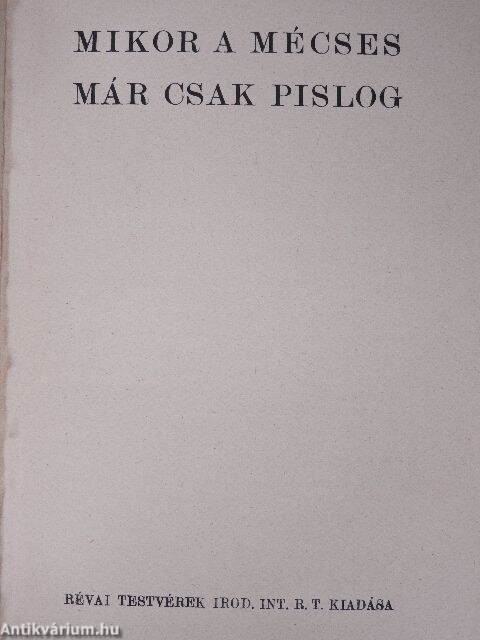 MIKOR A MÉCSES
MÁR CSAK PISLOG
RÉVAI TESTVÉREK IROD. INT. R. T. KIADÁSA
Antikvárium.hu